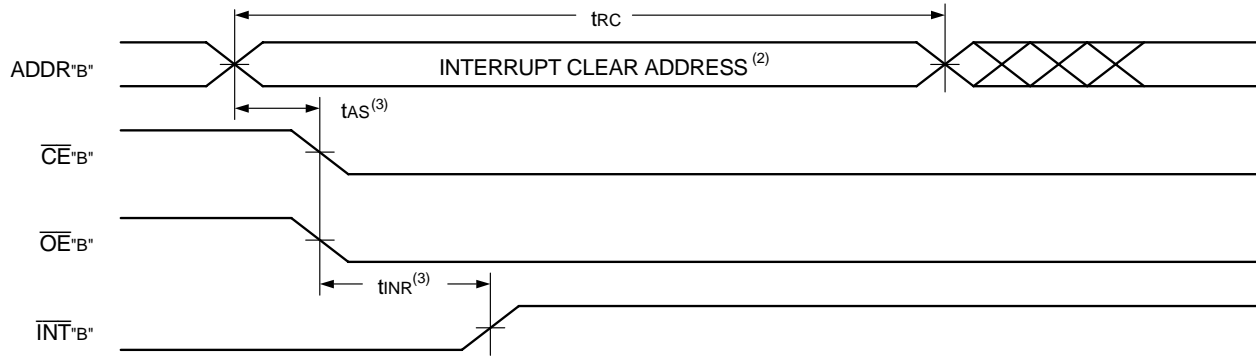 tRC
ADDR"B"
INTERRUPT CLEAR ADDRESS (2)
tAS(3)
CE"B"
OE"B"
tINR(3)
INT"B"